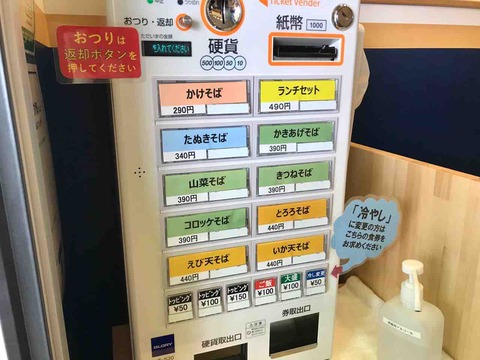 Ticket Vender
おつり・返却
紙幣 1000
ただいまの金額
硬貨
500 100 50 10
おつりは
返却ボタンを
押してください
かけそば
290円
ランチセット
490円
たぬきそば
340円
かきあげそば
390円
山菜そば
390円
きつねそば
390円
コロッケそば
390円
とろろそば
440円
えび天そば
440円
いか天そば
440円
トッピング
¥50
トッピング
¥100
トッピング
¥150
ご飯
¥100
大盛
¥100
冷やし変更
¥50
「冷やし」
に変更の方は
こちらの食券を
お求めください
GLORY
硬貨取出口
券取出口